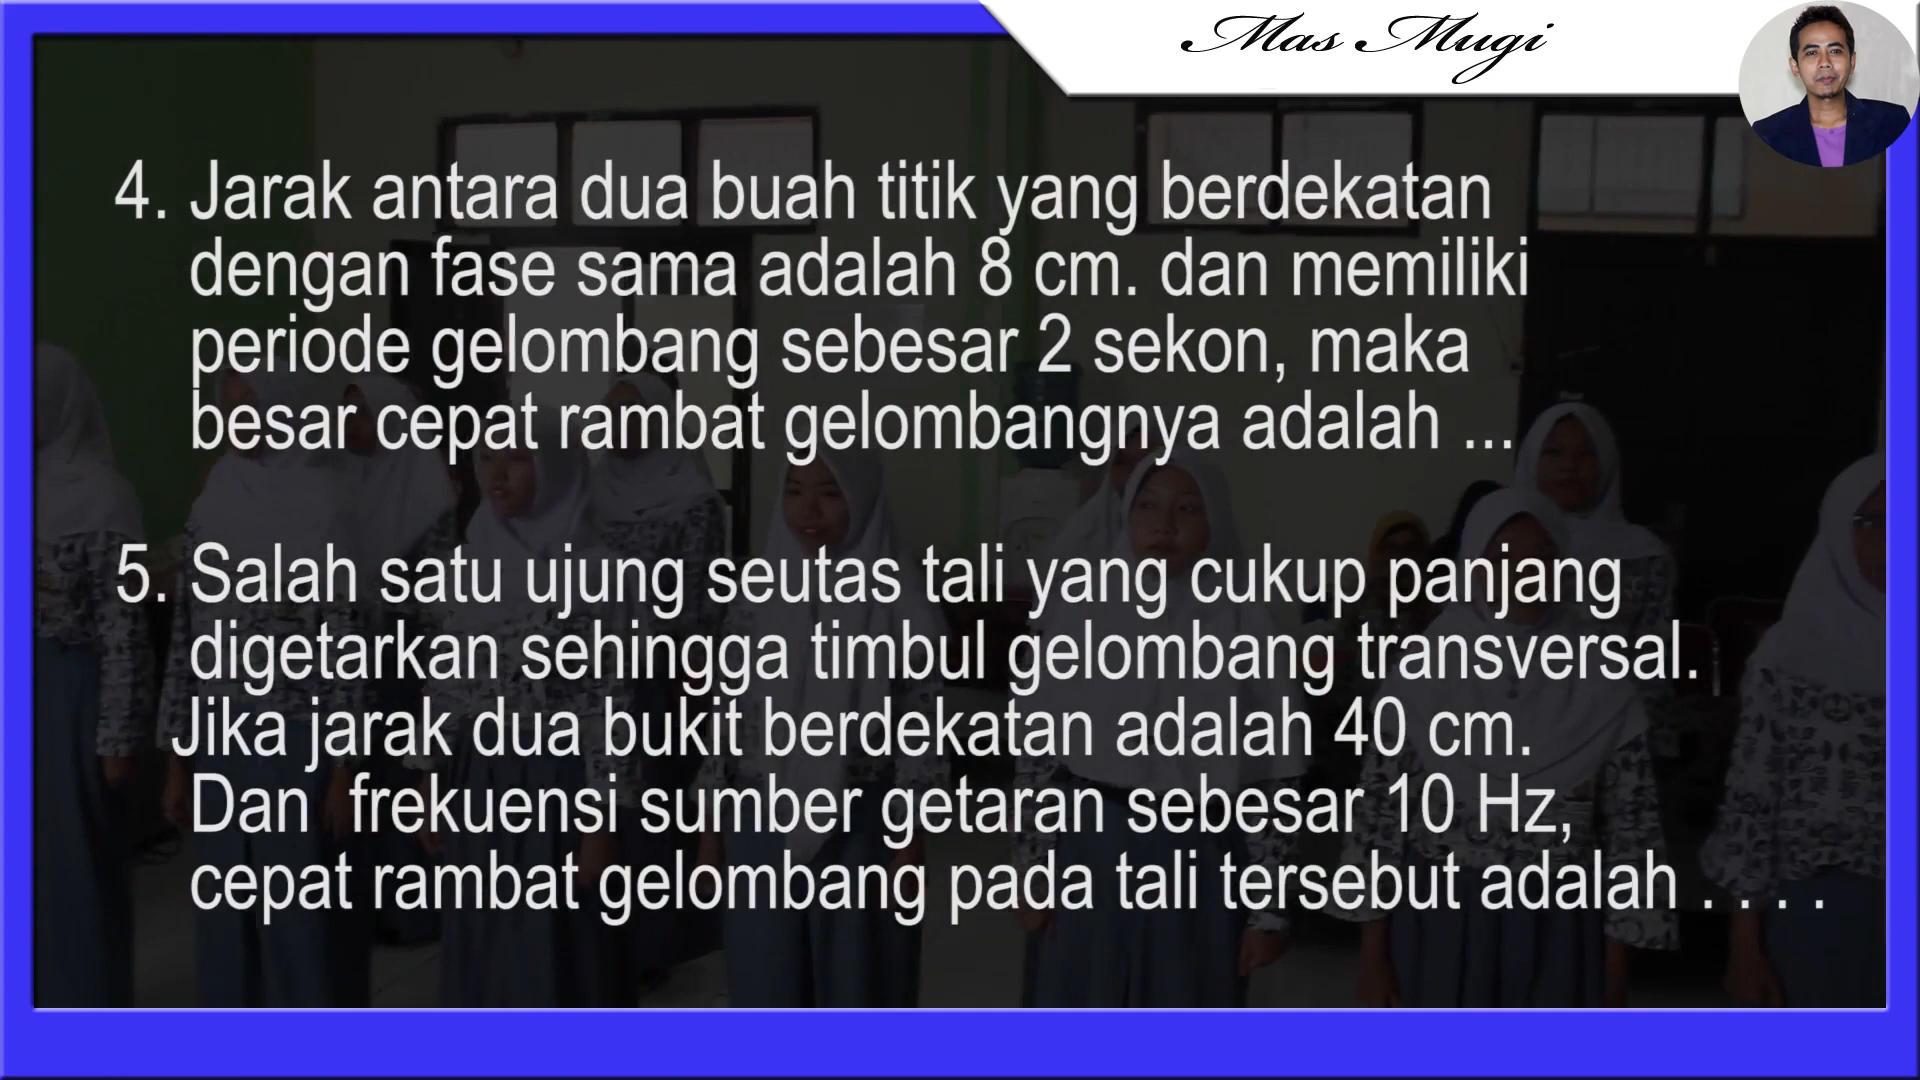 Mas Mugi
4. Jarak antara dua buah titik yang berdekatan
dengan fase sama adalah 8 cm. dan memiliki
periode gelombang sebesar 2 sekon, maka
besar cepat rambat gelombangnya adalah ...
5. Salah satu ujung seutas tali yang cukup panjang
digetarkan sehingga timbul gelombang transversal.
Jika jarak dua bukit berdekatan adalah 40 cm.
Dan frekuensi sumber getaran sebesar 10 Hz,
cepat rambat gelombang pada tali tersebut adalah . . . .